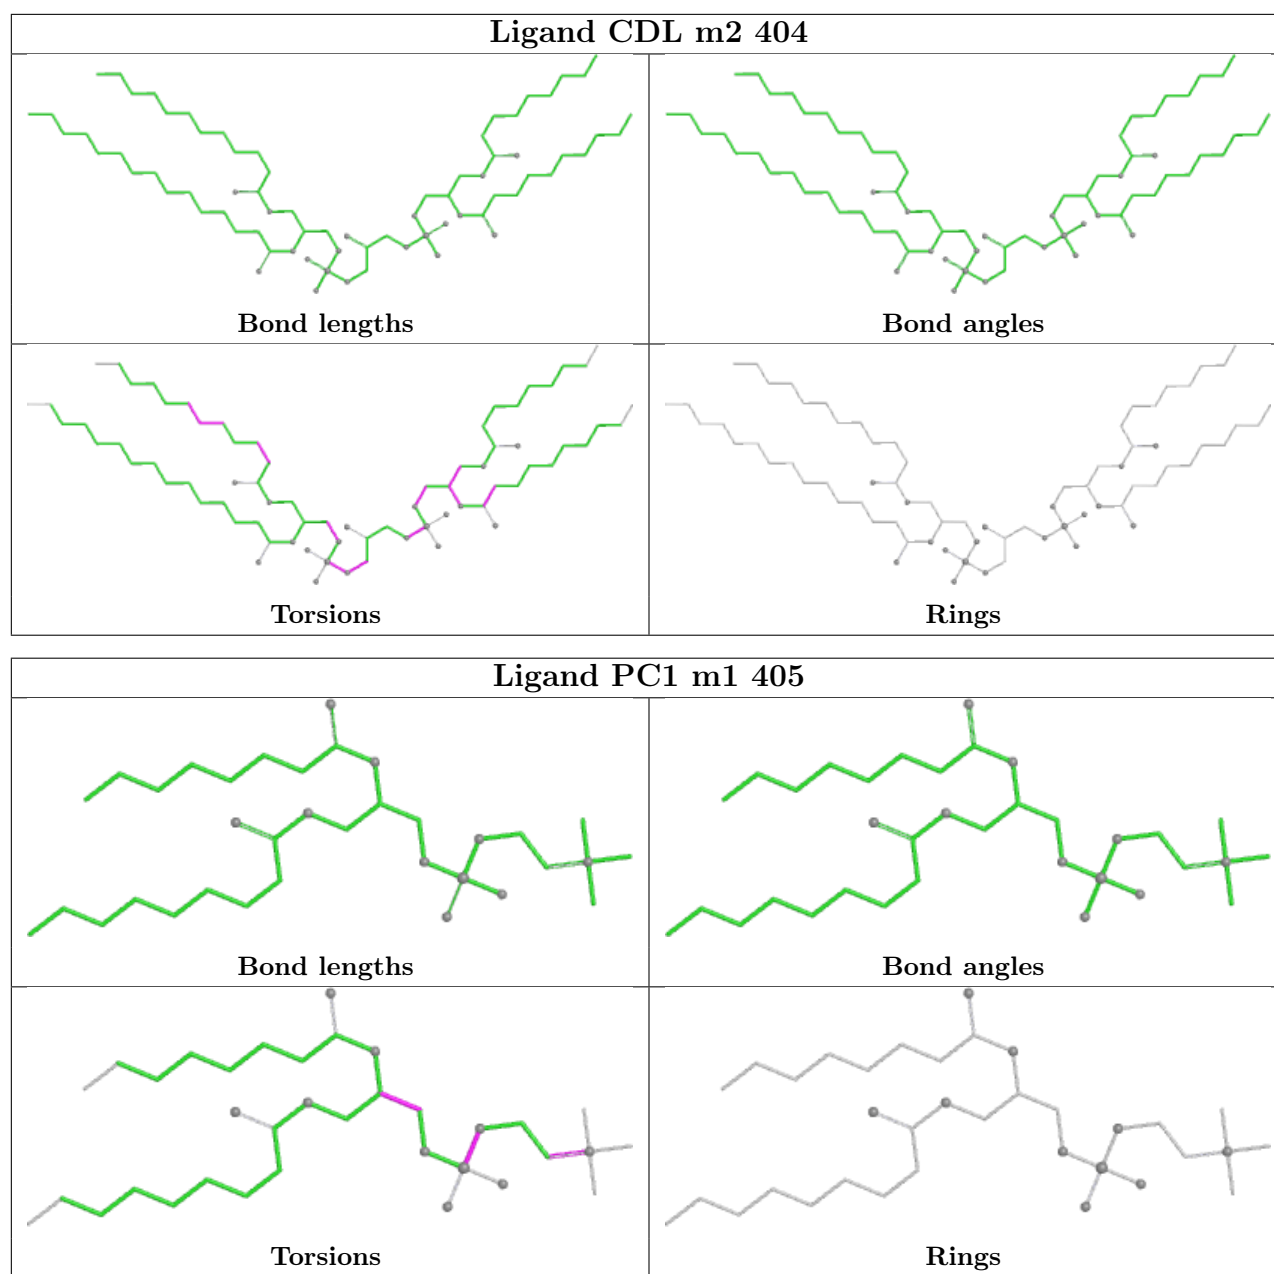 Ligand CDL m2 404
Bond lengths
Bond angles
Torsions
Rings
Ligand PC1 m1 405
Bond lengths
Bond angles
Torsions
Rings